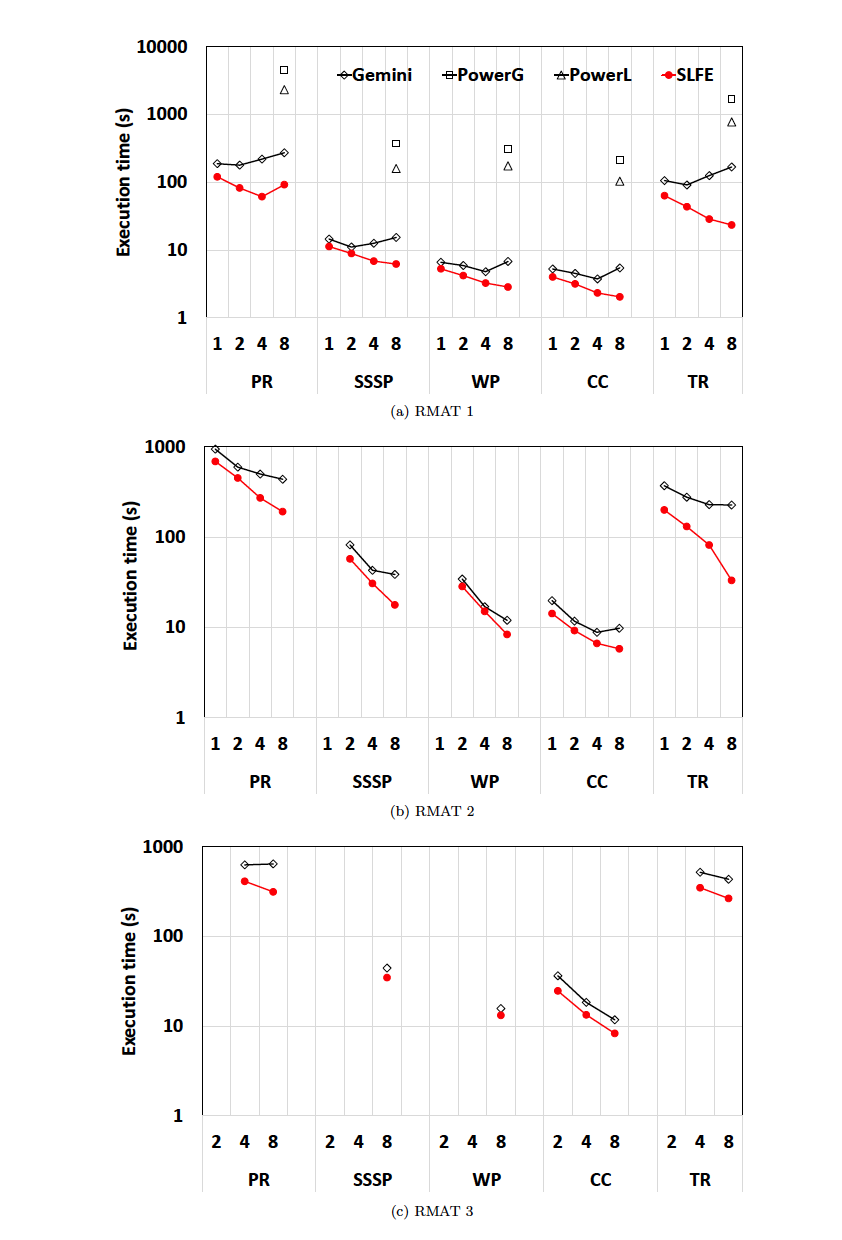 10000
Gemini PowerG PowerL SLFE
1000
100
10
1
Execution time (s)
1 2 4 8 1 2 4 8 1 2 4 8 1 2 4 8 1 2 4 8
PR SSSP WP CC TR
(a) RMAT 1
1000
100
10
1
Execution time (s)
1 2 4 8 1 2 4 8 1 2 4 8 1 2 4 8 1 2 4 8
PR SSSP WP CC TR
(b) RMAT 2
1000
100
10
1
Execution time (s)
2 4 8 2 4 8 2 4 8 2 4 8 2 4 8
PR SSSP WP CC TR
(c) RMAT 3